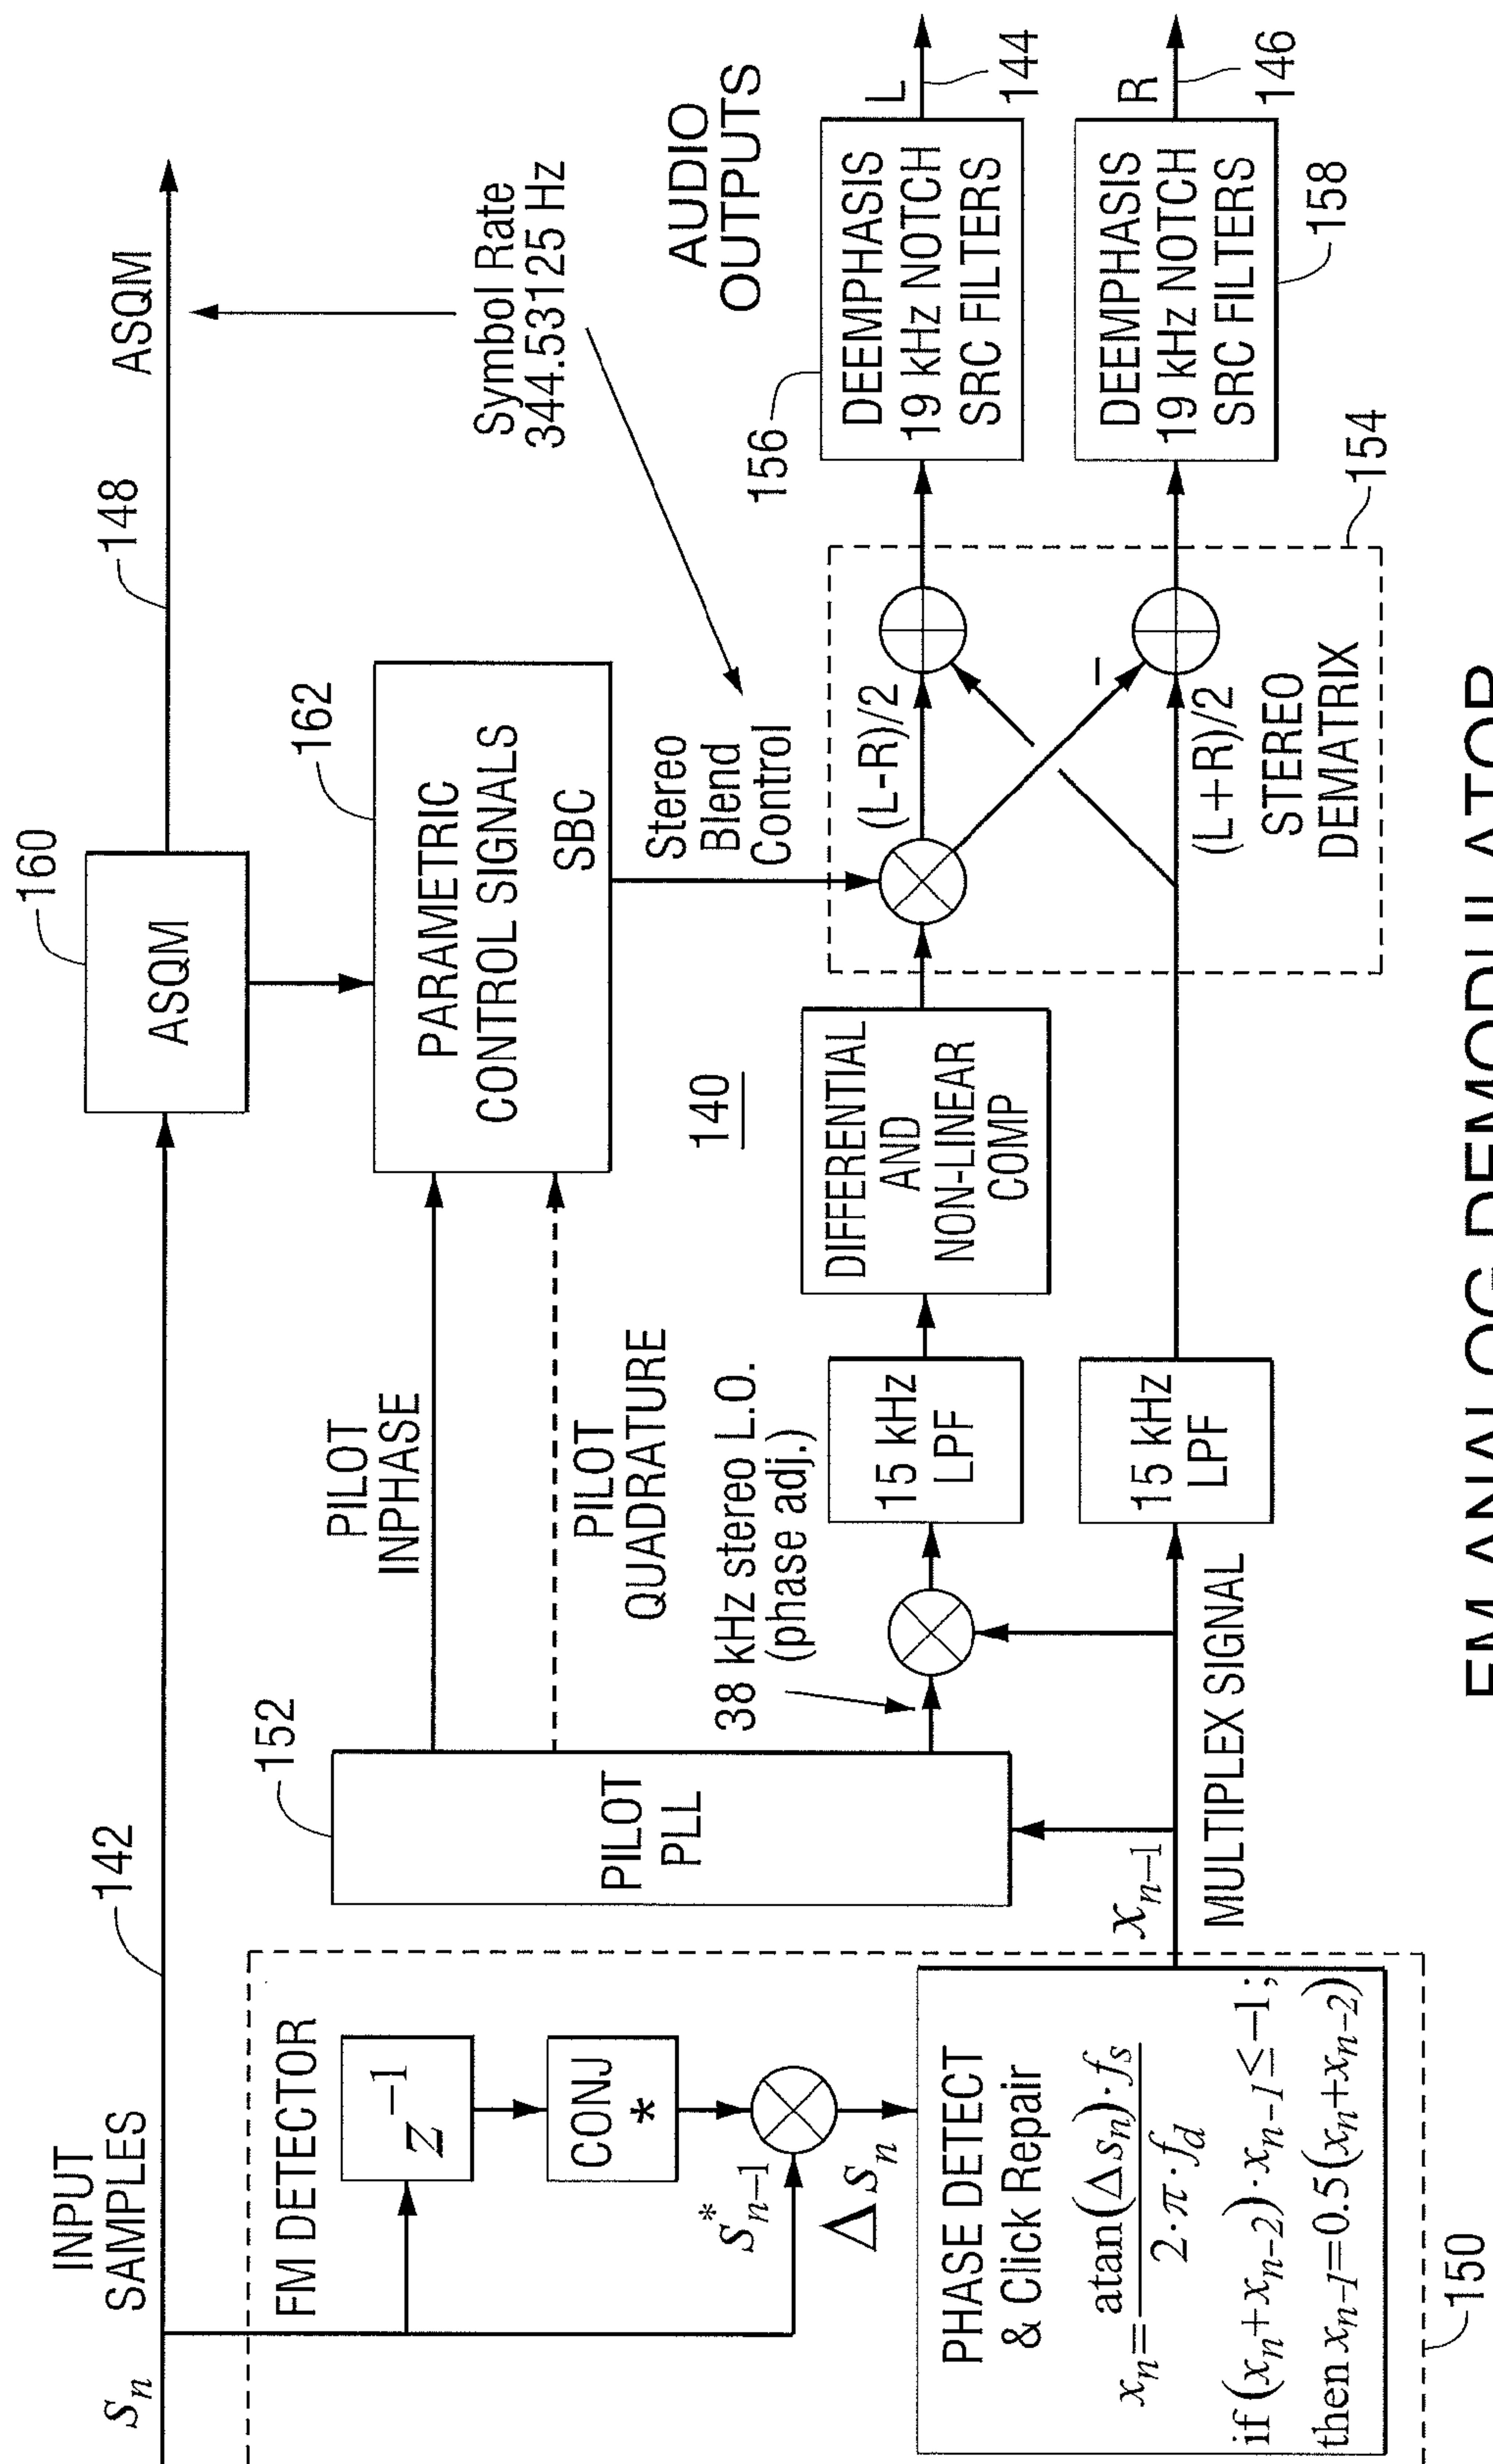 INPUT
SAMPLES
142
s_n
160
ASQM
148
ASQM
Symbol Rate
344.53125 Hz
FM DETECTOR
z^{-1}
CONJ
*
s^*_{n-1}
Δs_n
PHASE DETECT
& Click Repair
x_n = atan(Δs_n)·f_s / 2·π·f_d
if (x_n+x_{n-2})·x_{n-1}≤-1;
then x_{n-1}=0.5(x_n+x_{n-2})
150
152
PILOT
PLL
PILOT
INPHASE
PILOT
QUADRATURE
162
PARAMETRIC
CONTROL SIGNALS
SBC
Stereo
Blend
Control
140
38 kHz stereo L.O.
(phase adj.)
x_{n-1}
MULTIPLEX SIGNAL
15 kHz
LPF
15 kHz
LPF
DIFFERENTIAL
AND
NON-LINEAR
COMP
(L-R)/2
−
(L+R)/2
STEREO
DEMATRIX
154
156
DEEMPHASIS
19 kHz NOTCH
SRC FILTERS
DEEMPHASIS
19 kHz NOTCH
SRC FILTERS
158
AUDIO
OUTPUTS
L
144
R
146
FM ANALOG DEMODULATOR